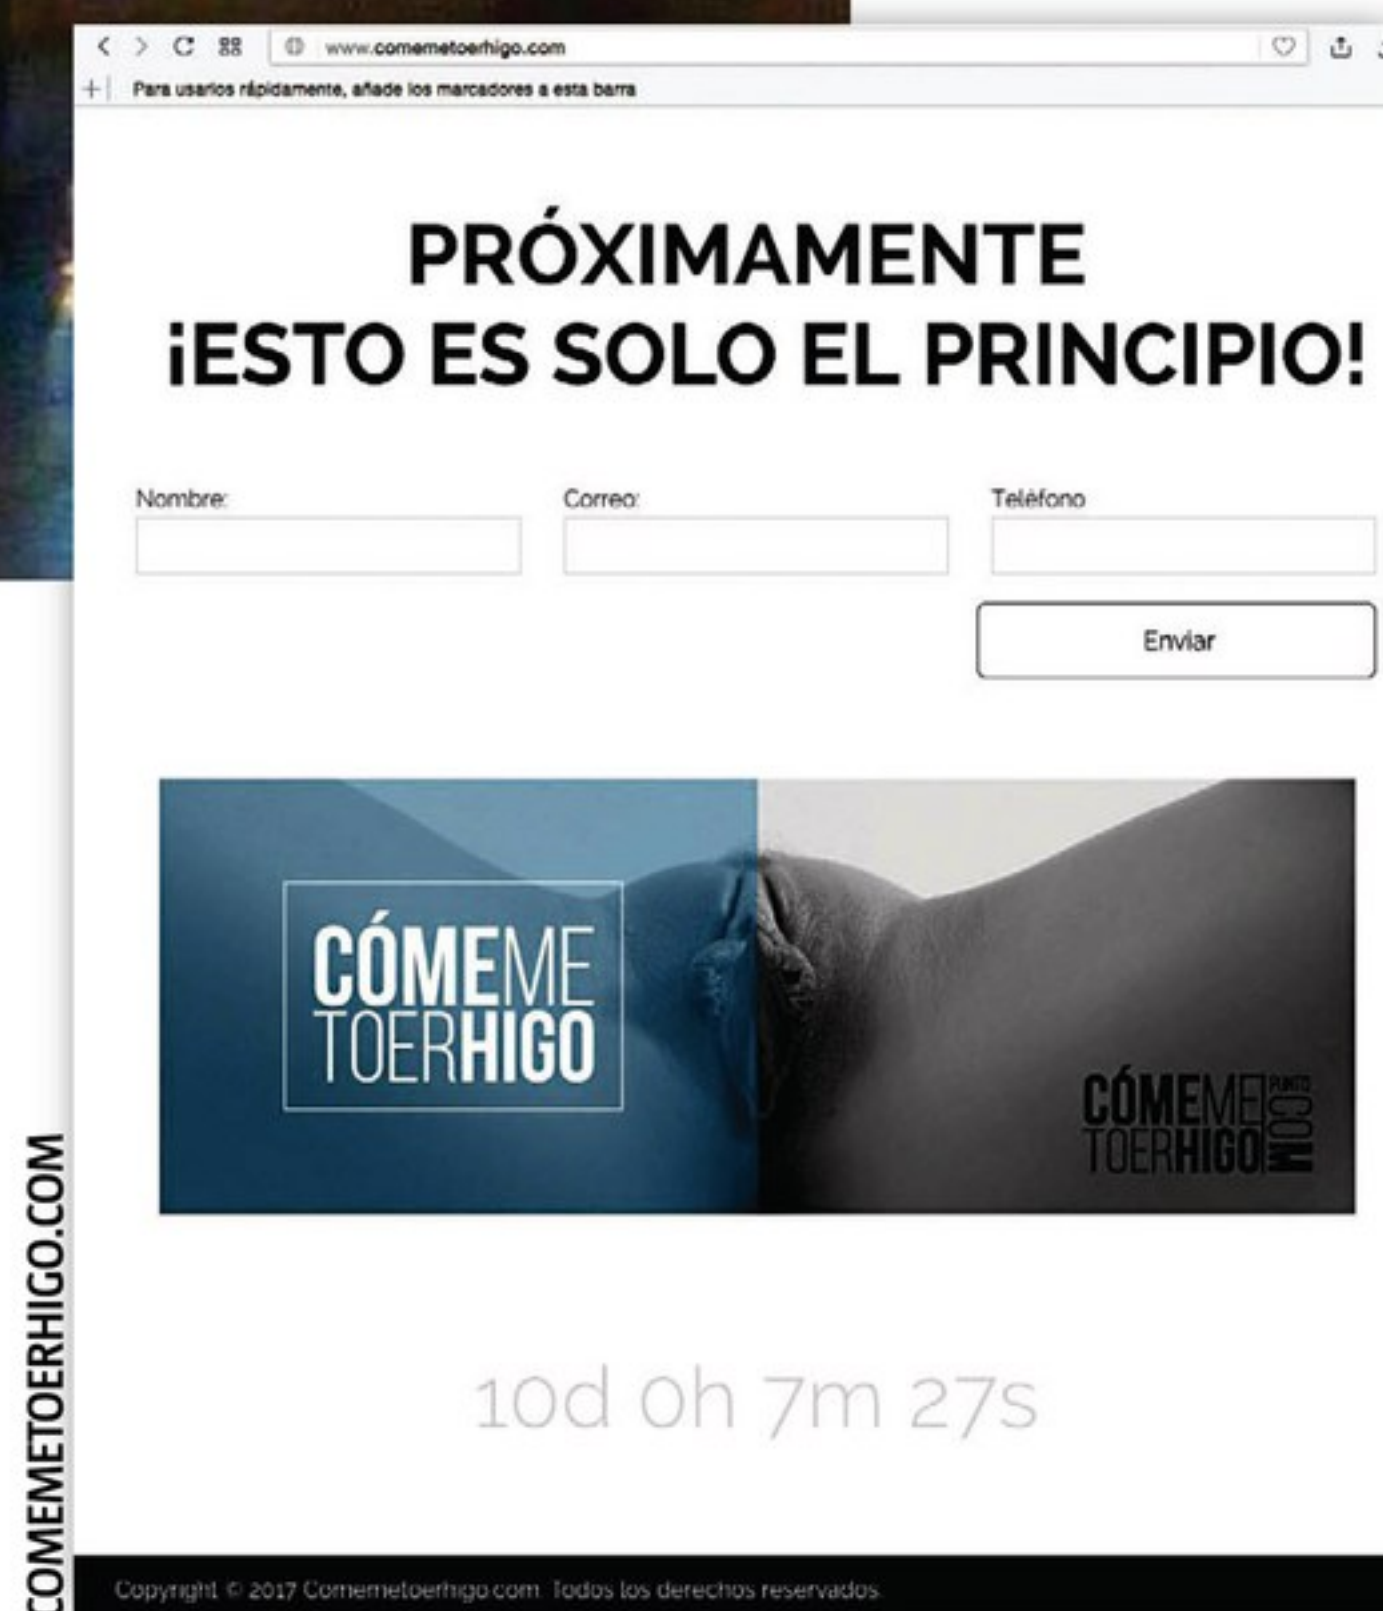 www.comemetoerhigo.com
Para usarlos rápidamente, añade los marcadores a esta barra
PRÓXIMAMENTE
¡ESTO ES SOLO EL PRINCIPIO!
Nombre:
Correo:
Teléfono
Enviar
CÓMEME
TOERHIGO
CÓMEME
TOERHIGO
PUNTO
COM
10d 0h 7m 27s
Copyright © 2017 Comemetoerhigo.com. Todos los derechos reservados.
COMEMETOERHIGO.COM